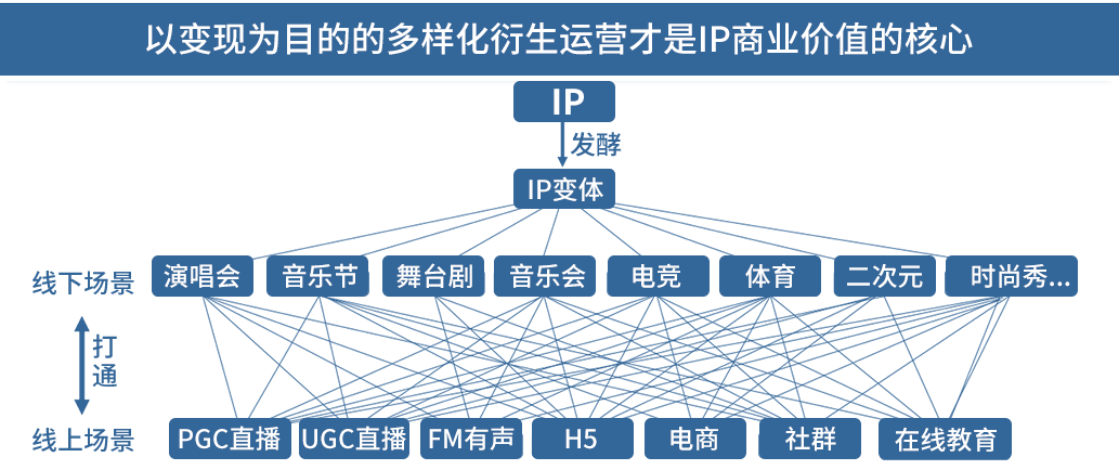 以变现为目的的多样化衍生运营才是IP商业价值的核心
IP
发酵
IP变体
线下场景
演唱会
音乐节
舞台剧
音乐会
电竞
体育
二次元
时尚秀...
打
通
线上场景
PGC直播
UGC直播
FM有声
H5
电商
社群
在线教育